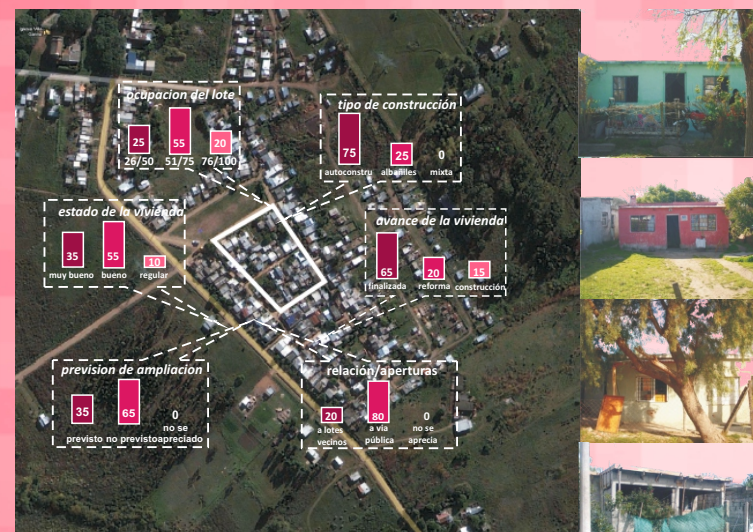 ocupacion del lote
25
55
20
26/50 51/75 76/100
tipo de construcción
75
25
0
autoconstru albañiles mixta
estado de la vivienda
35
55
10
muy bueno bueno regular
avance de la vivienda
65
20
15
finalizada reforma construcción
prevision de ampliacion
35
65
0
no se
previsto no previsto apreciado
relación/aperturas
20
80
0
a lotes a via no se
vecinos pública aprecia